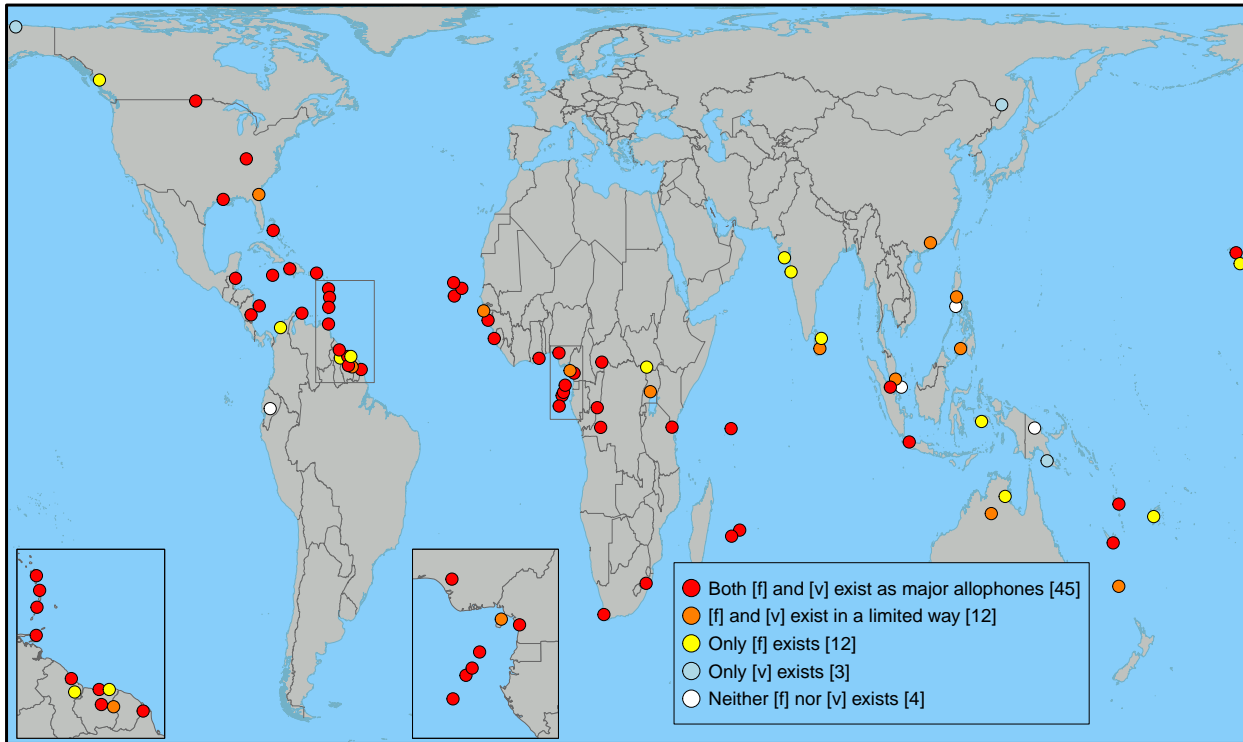 Both [f] and [v] exist as major allophones [45]
[f] and [v] exist in a limited way [12]
Only [f] exists [12]
Only [v] exists [3]
Neither [f] nor [v] exists [4]